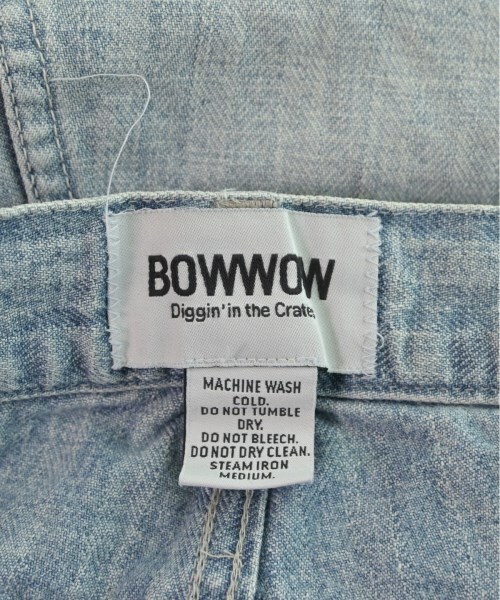 BOWWOW
Diggin' in the Crates
MACHINE WASH
COLD.
DO NOT TUMBLE
DRY.
DO NOT BLEECH.
DO NOT DRY CLEAN.
STEAM IRON
MEDIUM.